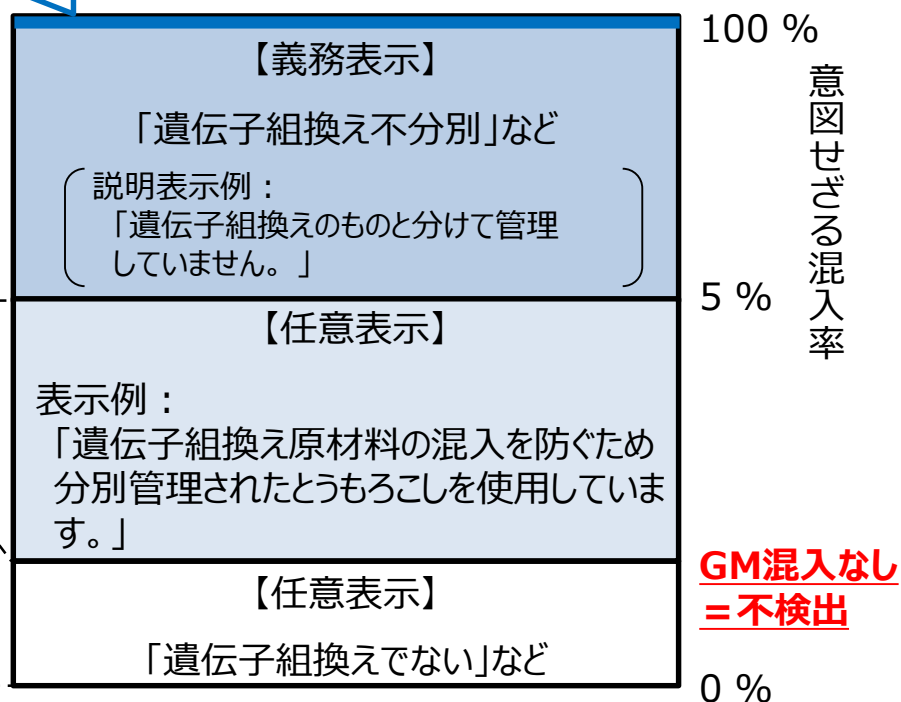 100 %
【義務表示】
「遺伝子組換え不分別」など
説明表示例：
「遺伝子組換えのものと分けて管理
していません。」
意図せざる混入率
5 %
【任意表示】
表示例：
「遺伝子組換え原材料の混入を防ぐため
分別管理されたとうもろこしを使用していま
す。」
GM混入なし
＝不検出
【任意表示】
「遺伝子組換えでない」など
0 %